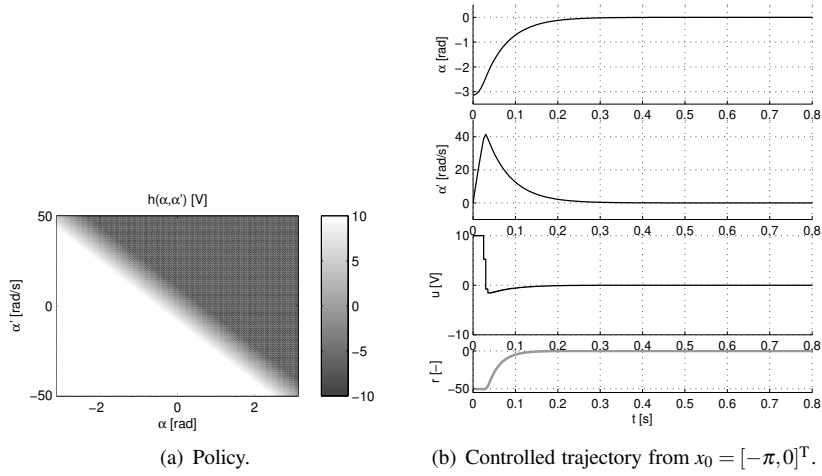 h(α,α') [V]
50
0
−50
α' [rad/s]
−2
0
2
α [rad]
10
5
0
−5
−10
(a) Policy.
0
−1
−2
−3
α [rad]
0 0.1 0.2 0.3 0.4 0.5 0.6 0.7 0.8
40
20
0
α' [rad/s]
0 0.1 0.2 0.3 0.4 0.5 0.6 0.7 0.8
10
0
−10
u [V]
0 0.1 0.2 0.3 0.4 0.5 0.6 0.7 0.8
0
−50
r [−]
0 0.1 0.2 0.3 0.4 0.5 0.6 0.7 0.8
t [s]
(b) Controlled trajectory from x₀ = [−π,0]ᵀ.